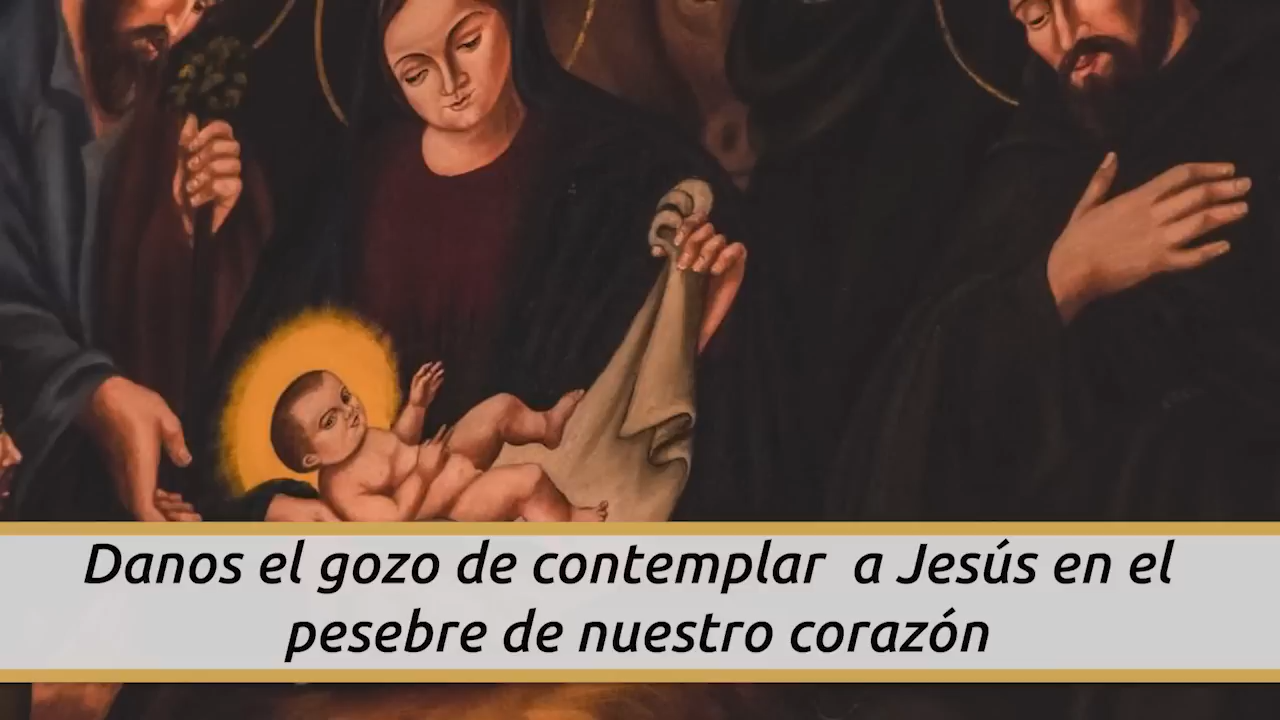 Danos el gozo de contemplar a Jesús en el
pesebre de nuestro corazón